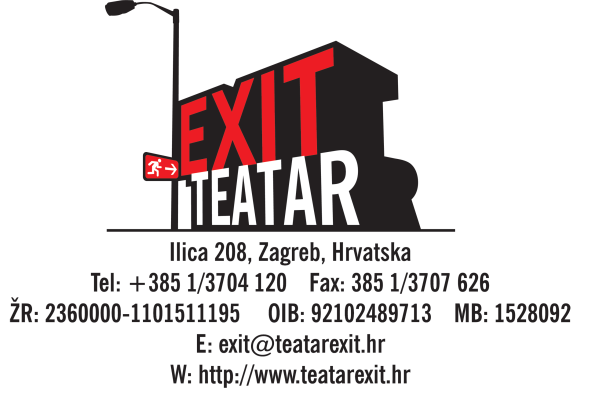 EXIT
TEATAR
Ilica 208, Zagreb, Hrvatska
Tel: +385 1/3704 120 Fax: 385 1/3707 626
ŽR: 2360000-1101511195 OIB: 92102489713 MB: 1528092
E: exit@teatarexit.hr
W: http://www.teatarexit.hr